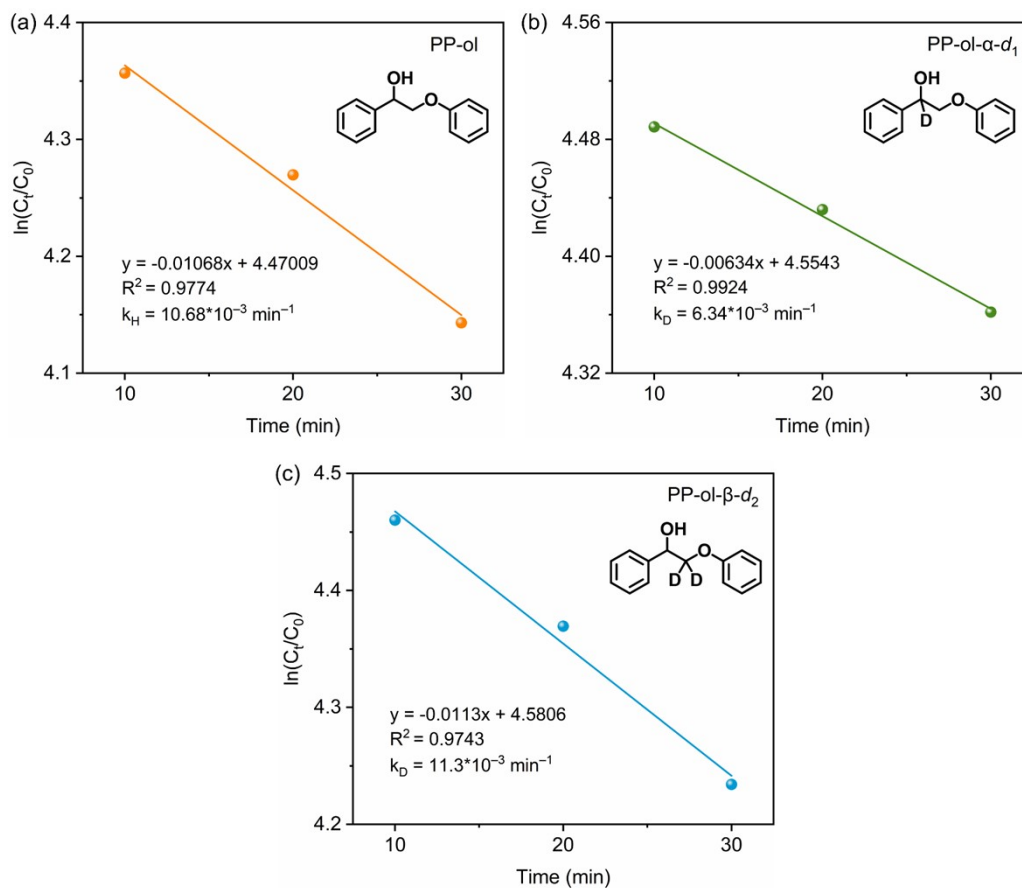 (a)
PP-ol
OH
O
ln(Cₜ/C₀)
4.4
4.3
4.2
4.1
y = -0.01068x + 4.47009
R² = 0.9774
k_H = 10.68*10⁻³ min⁻¹
10 20 30
Time (min)
(b)
PP-ol-α-d₁
OH
O
D
ln(Cₜ/C₀)
4.56
4.48
4.40
4.32
y = -0.00634x + 4.5543
R² = 0.9924
k_D = 6.34*10⁻³ min⁻¹
10 20 30
Time (min)
(c)
PP-ol-β-d₂
OH
O
D D
ln(Cₜ/C₀)
4.5
4.4
4.3
4.2
y = -0.0113x + 4.5806
R² = 0.9743
k_D = 11.3*10⁻³ min⁻¹
10 20 30
Time (min)